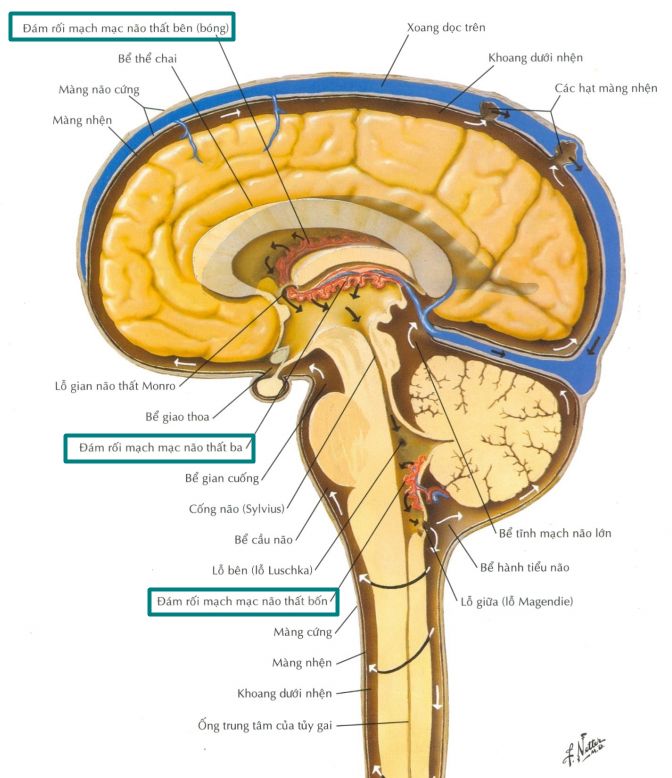 Đám rối mạch mạc não thất bên (bóng)
Xoang dọc trên
Bể thể chai
Khoang dưới nhện
Màng não cứng
Các hạt màng nhện
Màng nhện
Lỗ gian não thất Monro
Bể giao thoa
Đám rối mạch mạc não thất ba
Bể gian cuống
Cống não (Sylvius)
Bể cầu não
Bể tĩnh mạch não lớn
Lỗ bên (lỗ Luschka)
Bể hành tiểu não
Đám rối mạch mạc não thất bốn
Lỗ giữa (lỗ Magendie)
Màng cứng
Màng nhện
Khoang dưới nhện
Ống trung tâm của tủy gai
F. Netter
M.D.